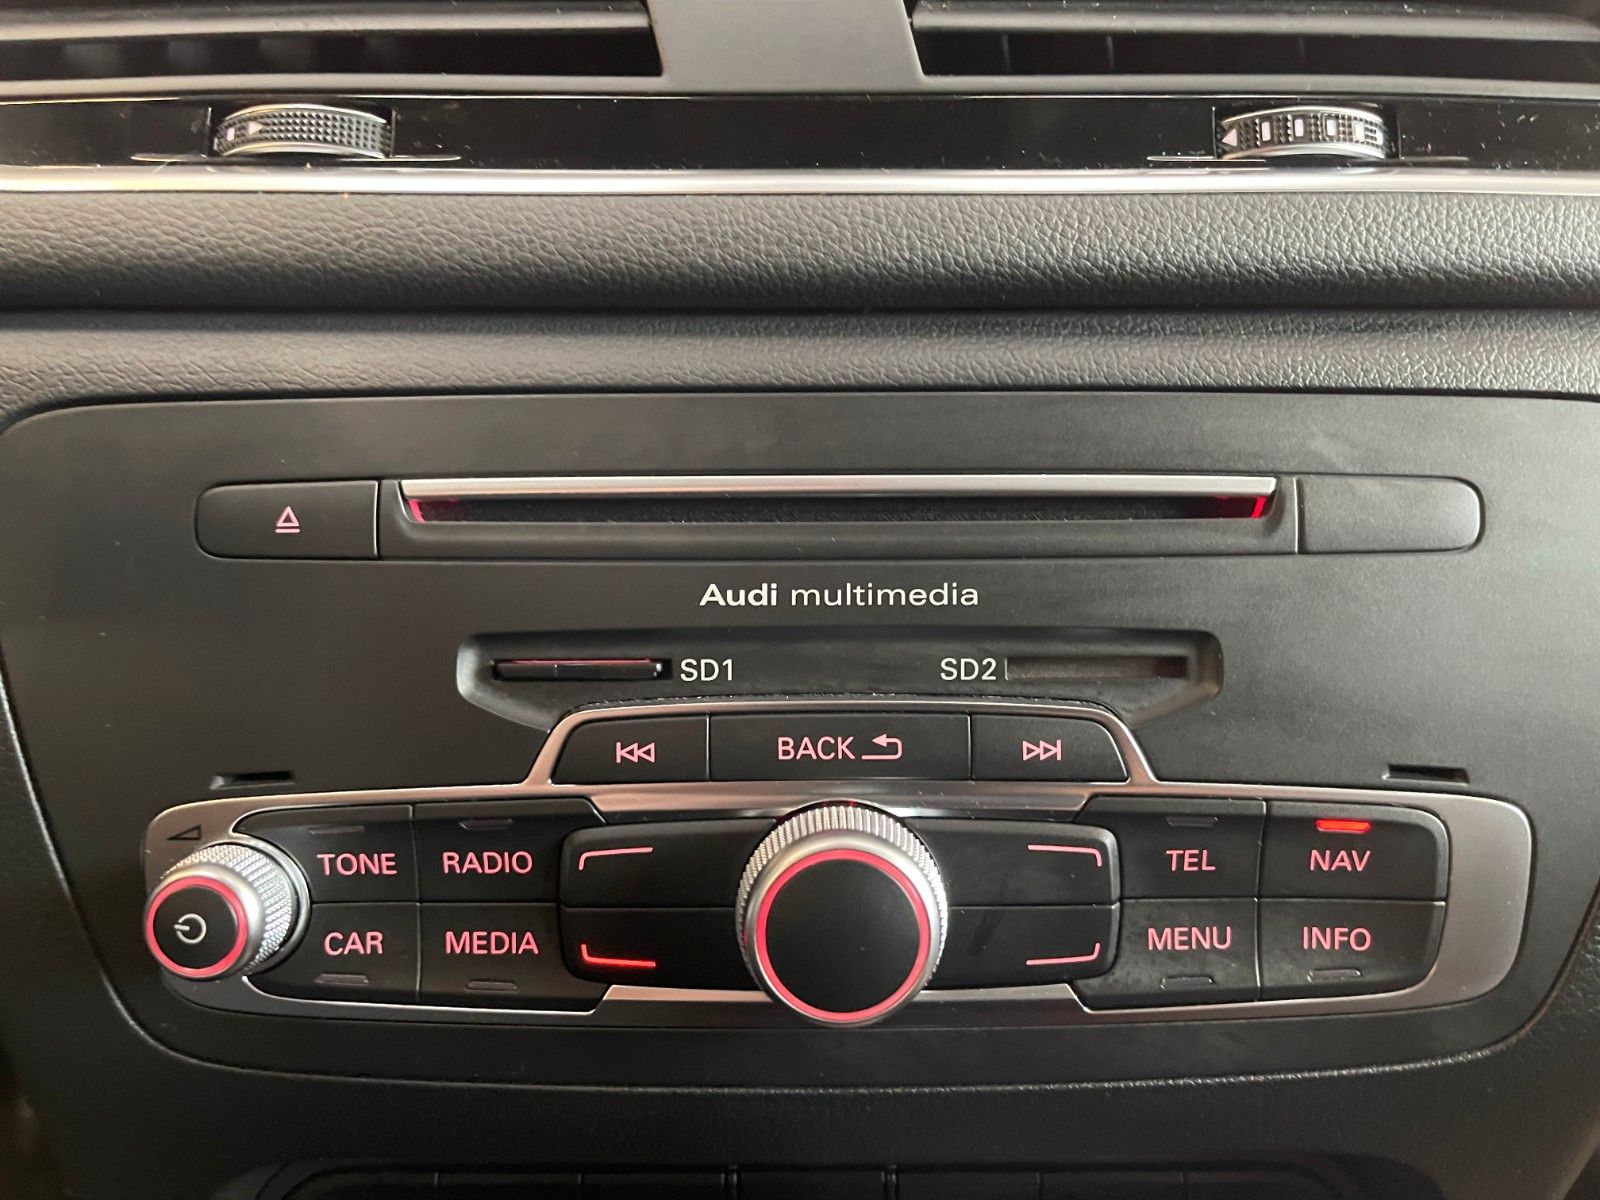 Audi multimedia
SD1 SD2
BACK
TONE RADIO TEL NAV
CAR MEDIA MENU INFO